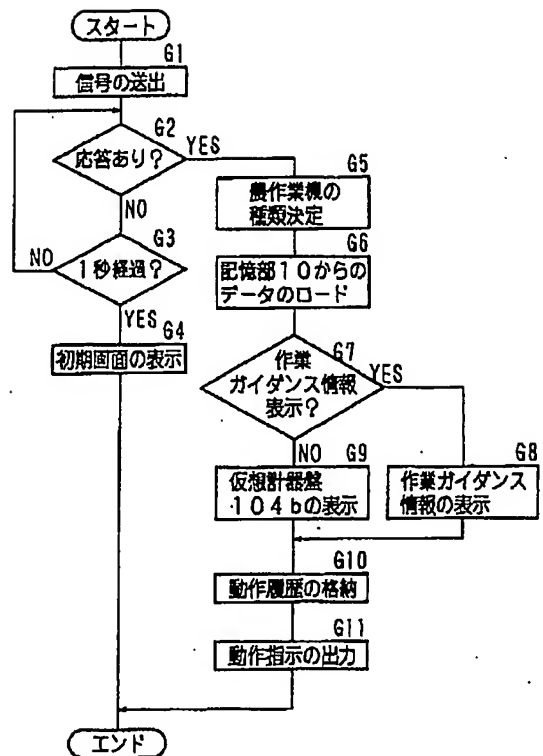 スタート
G1
信号の送出
G2
応答あり?
YES
NO
G3
1秒経過?
NO
YES
G4
初期画面の表示
G5
農作業機の
種類決定
G6
記憶部10からの
データのロード
G7
作業
ガイダンス情報
表示?
YES
NO
G9
仮想計器盤
104bの表示
G8
作業ガイダンス
情報の表示
G10
動作履歴の格納
G11
動作指示の出力
エンド